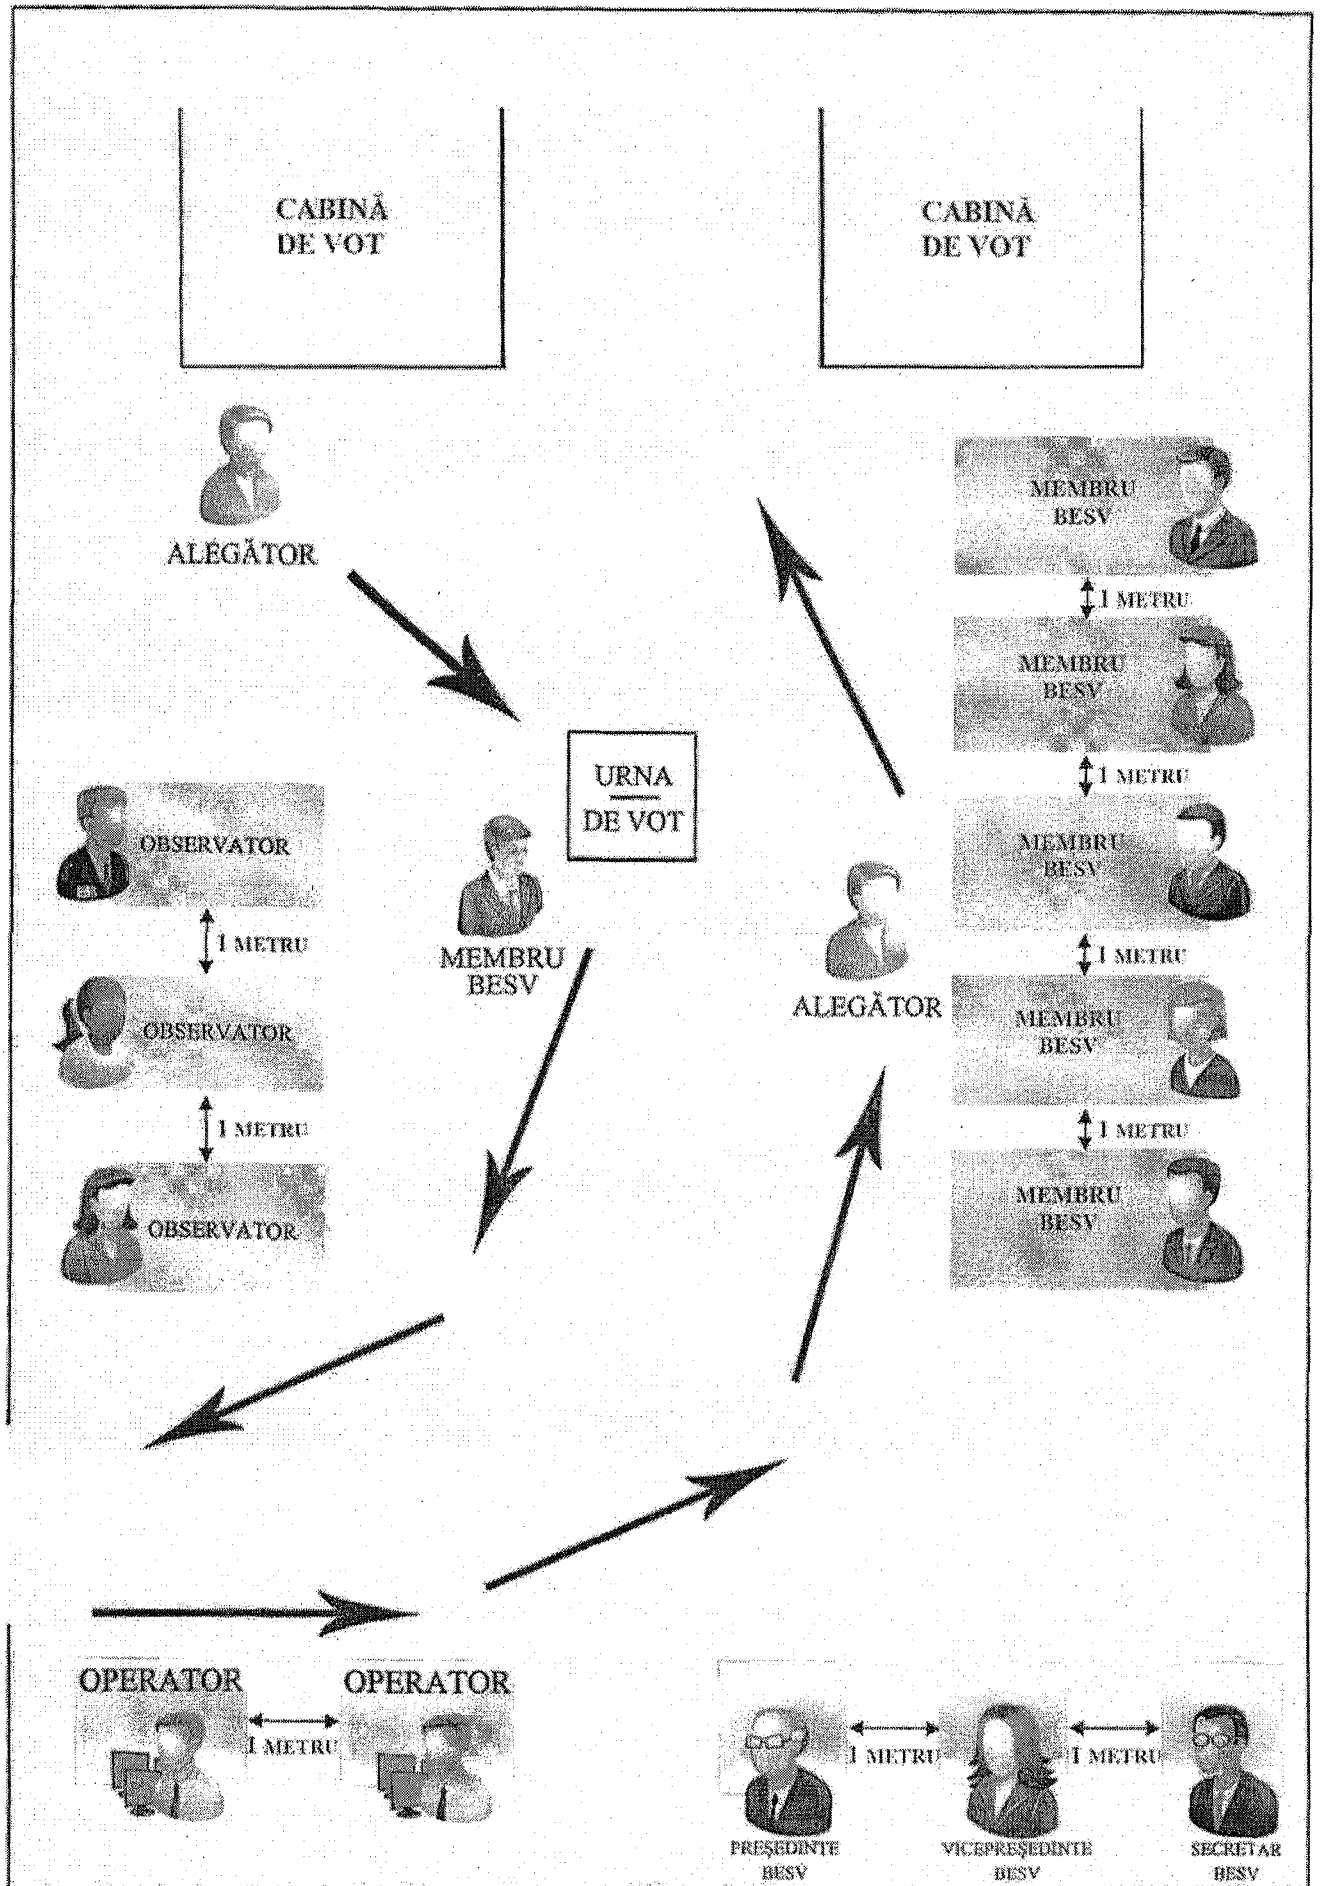 CABINĂ
DE VOT
CABINĂ
DE VOT
ALEGĂTOR
MEMBRU
BESV
1 METRU
MEMBRU
BESV
1 METRU
URNA
DE VOT
OBSERVATOR
MEMBRU
BESV
1 METRU
MEMBRU
BESV
1 METRU
ALEGĂTOR
OBSERVATOR
MEMBRU
BESV
1 METRU
1 METRU
OBSERVATOR
MEMBRU
BESV
OPERATOR
1 METRU
OPERATOR
1 METRU
1 METRU
PREȘEDINTE
BESV
VICEPREȘEDINTE
BESV
SECRETAR
BESV